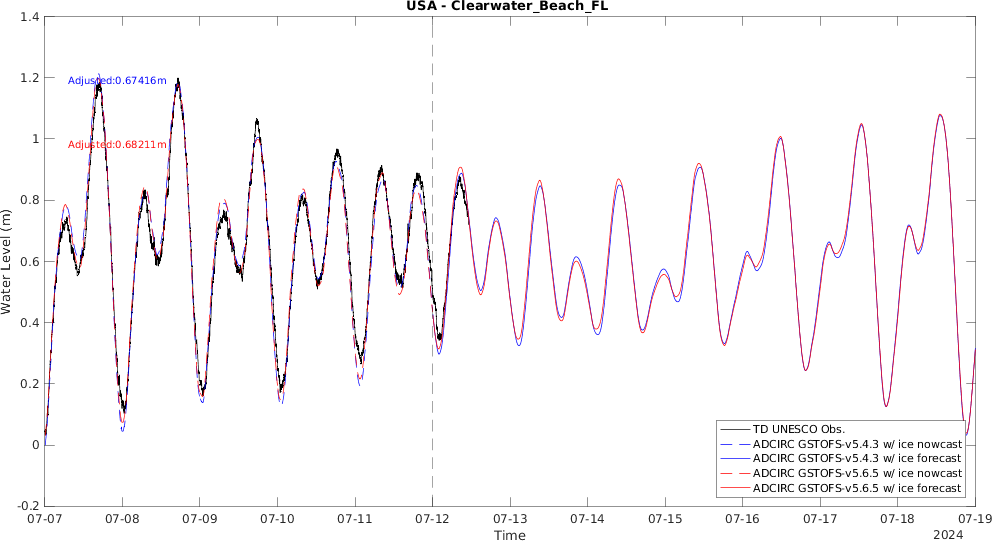 USA - Clearwater_Beach_FL
1.4
1.2
1
0.8
0.6
0.4
0.2
0
-0.2
Water Level (m)
Adjusted:0.67416m
Adjusted:0.68211m
TD UNESCO Obs.
ADCIRC GSTOFS-v5.4.3 w/ ice nowcast
ADCIRC GSTOFS-v5.4.3 w/ ice forecast
ADCIRC GSTOFS-v5.6.5 w/ ice nowcast
ADCIRC GSTOFS-v5.6.5 w/ ice forecast
07-07 07-08 07-09 07-10 07-11 07-12 07-13 07-14 07-15 07-16 07-17 07-18 07-19
Time
2024